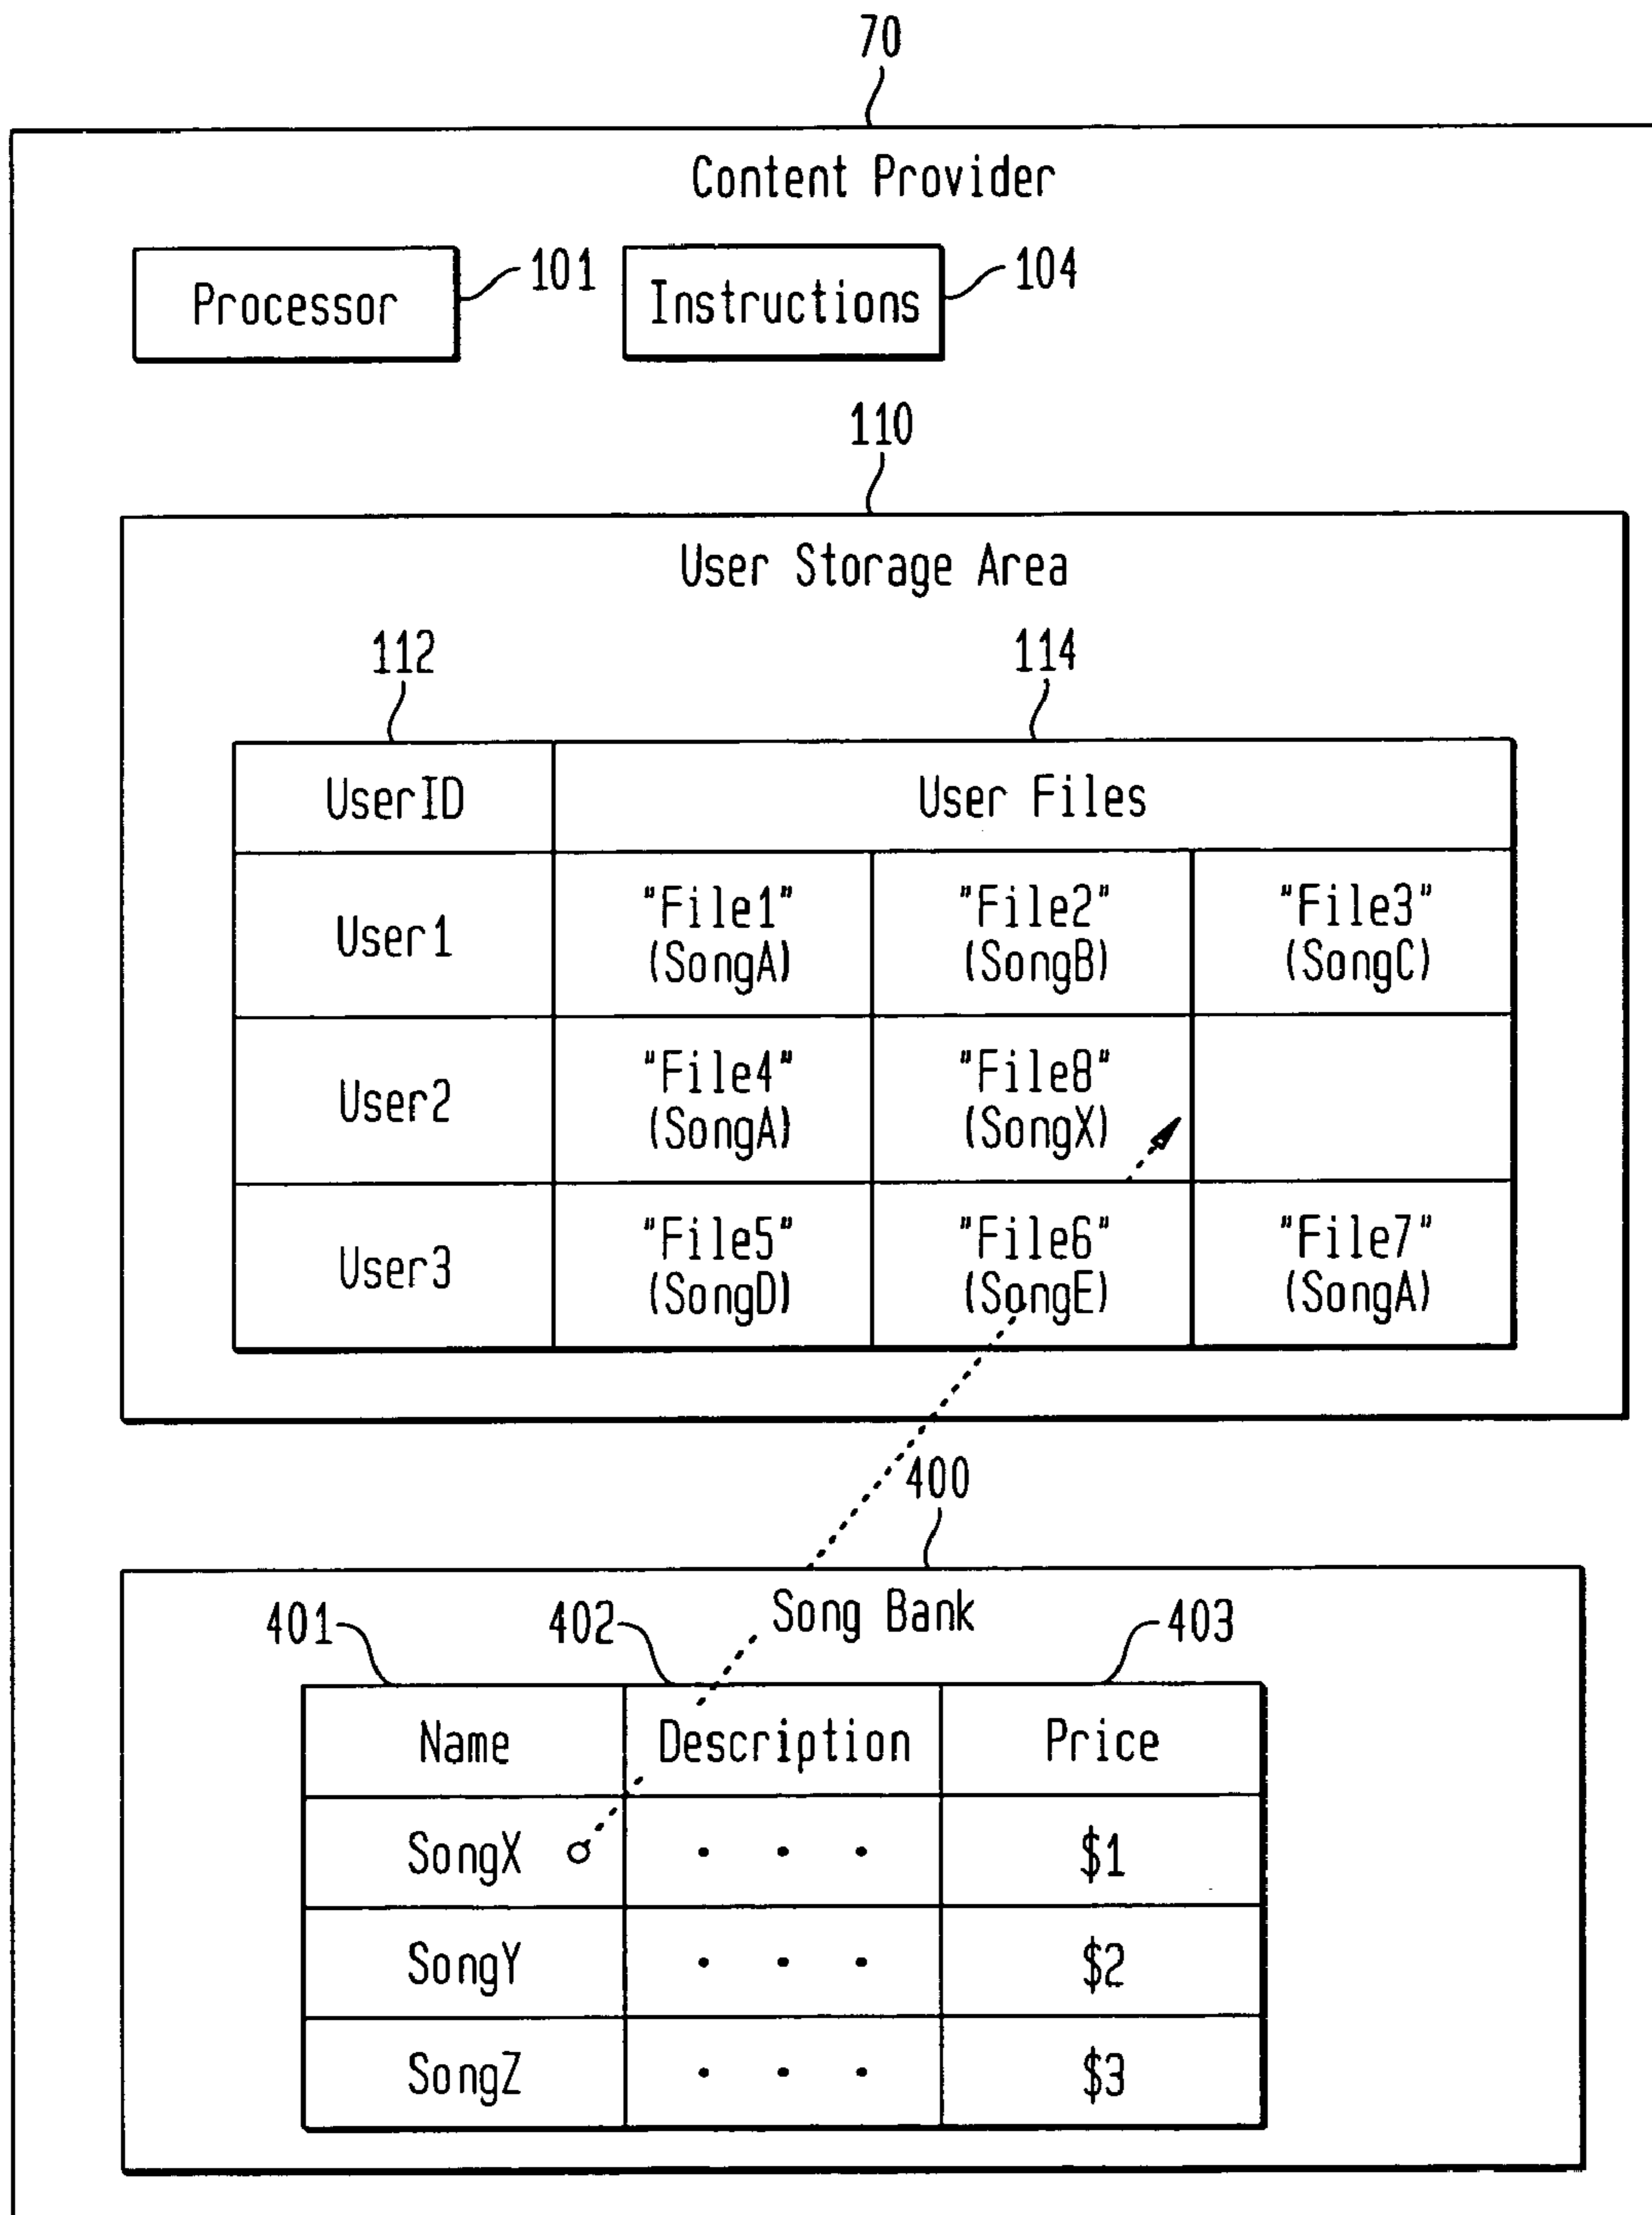 70
Content Provider
Processor
101
Instructions
104
110
User Storage Area
112
114
UserID
User Files
User1
"File1"
(SongA)
"File2"
(SongB)
"File3"
(SongC)
User2
"File4"
(SongA)
"File8"
(SongX)
User3
"File5"
(SongD)
"File6"
(SongE)
"File7"
(SongA)
400
Song Bank
401
402
403
Name
Description
Price
SongX
. . .
$1
SongY
. . .
$2
SongZ
. . .
$3